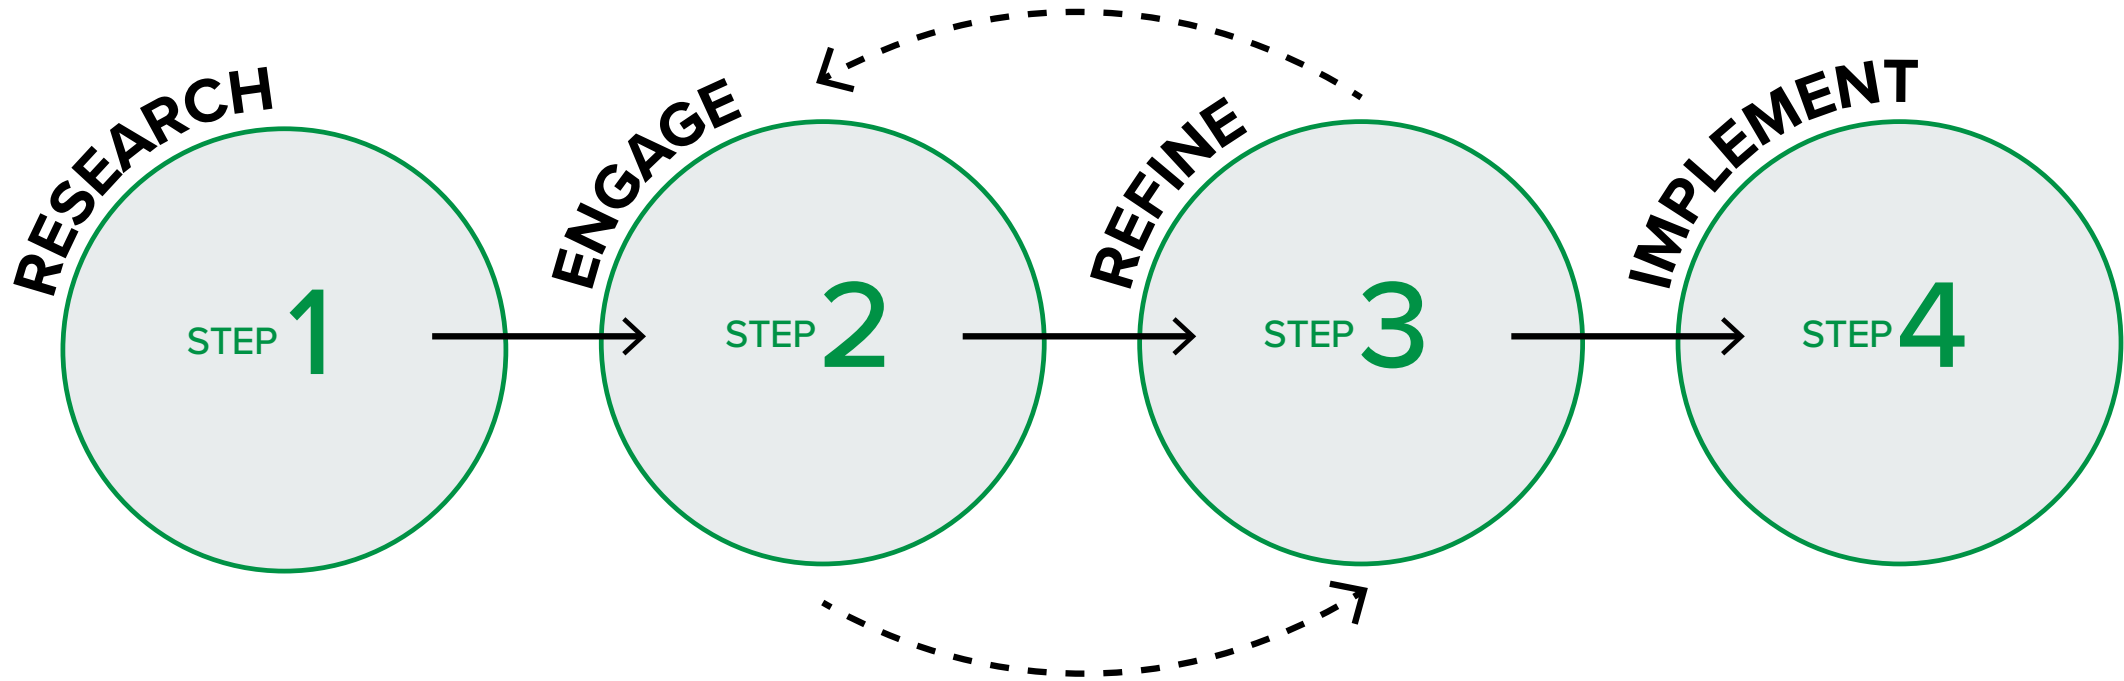 RESEARCH
STEP 1
ENGAGE
STEP 2
REFINE
STEP 3
IMPLEMENT
STEP 4